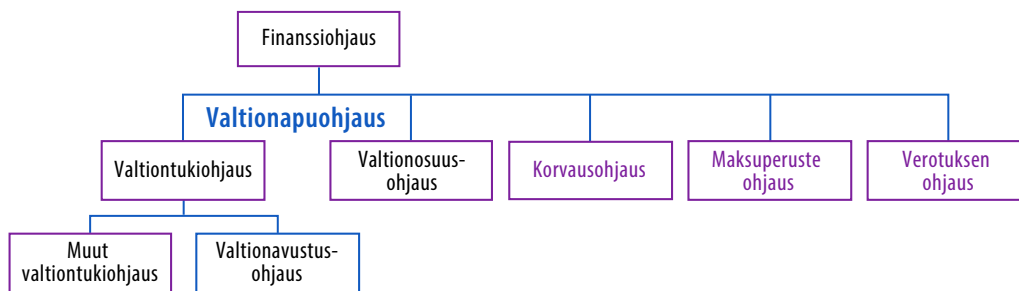 Finanssiohjaus
Valtionapuohjaus
Valtiontukiohjaus
Valtionosuus-
ohjaus
Korvausohjaus
Maksuperuste
ohjaus
Verotuksen
ohjaus
Muut
valtiontukiohjaus
Valtionavustus-
ohjaus